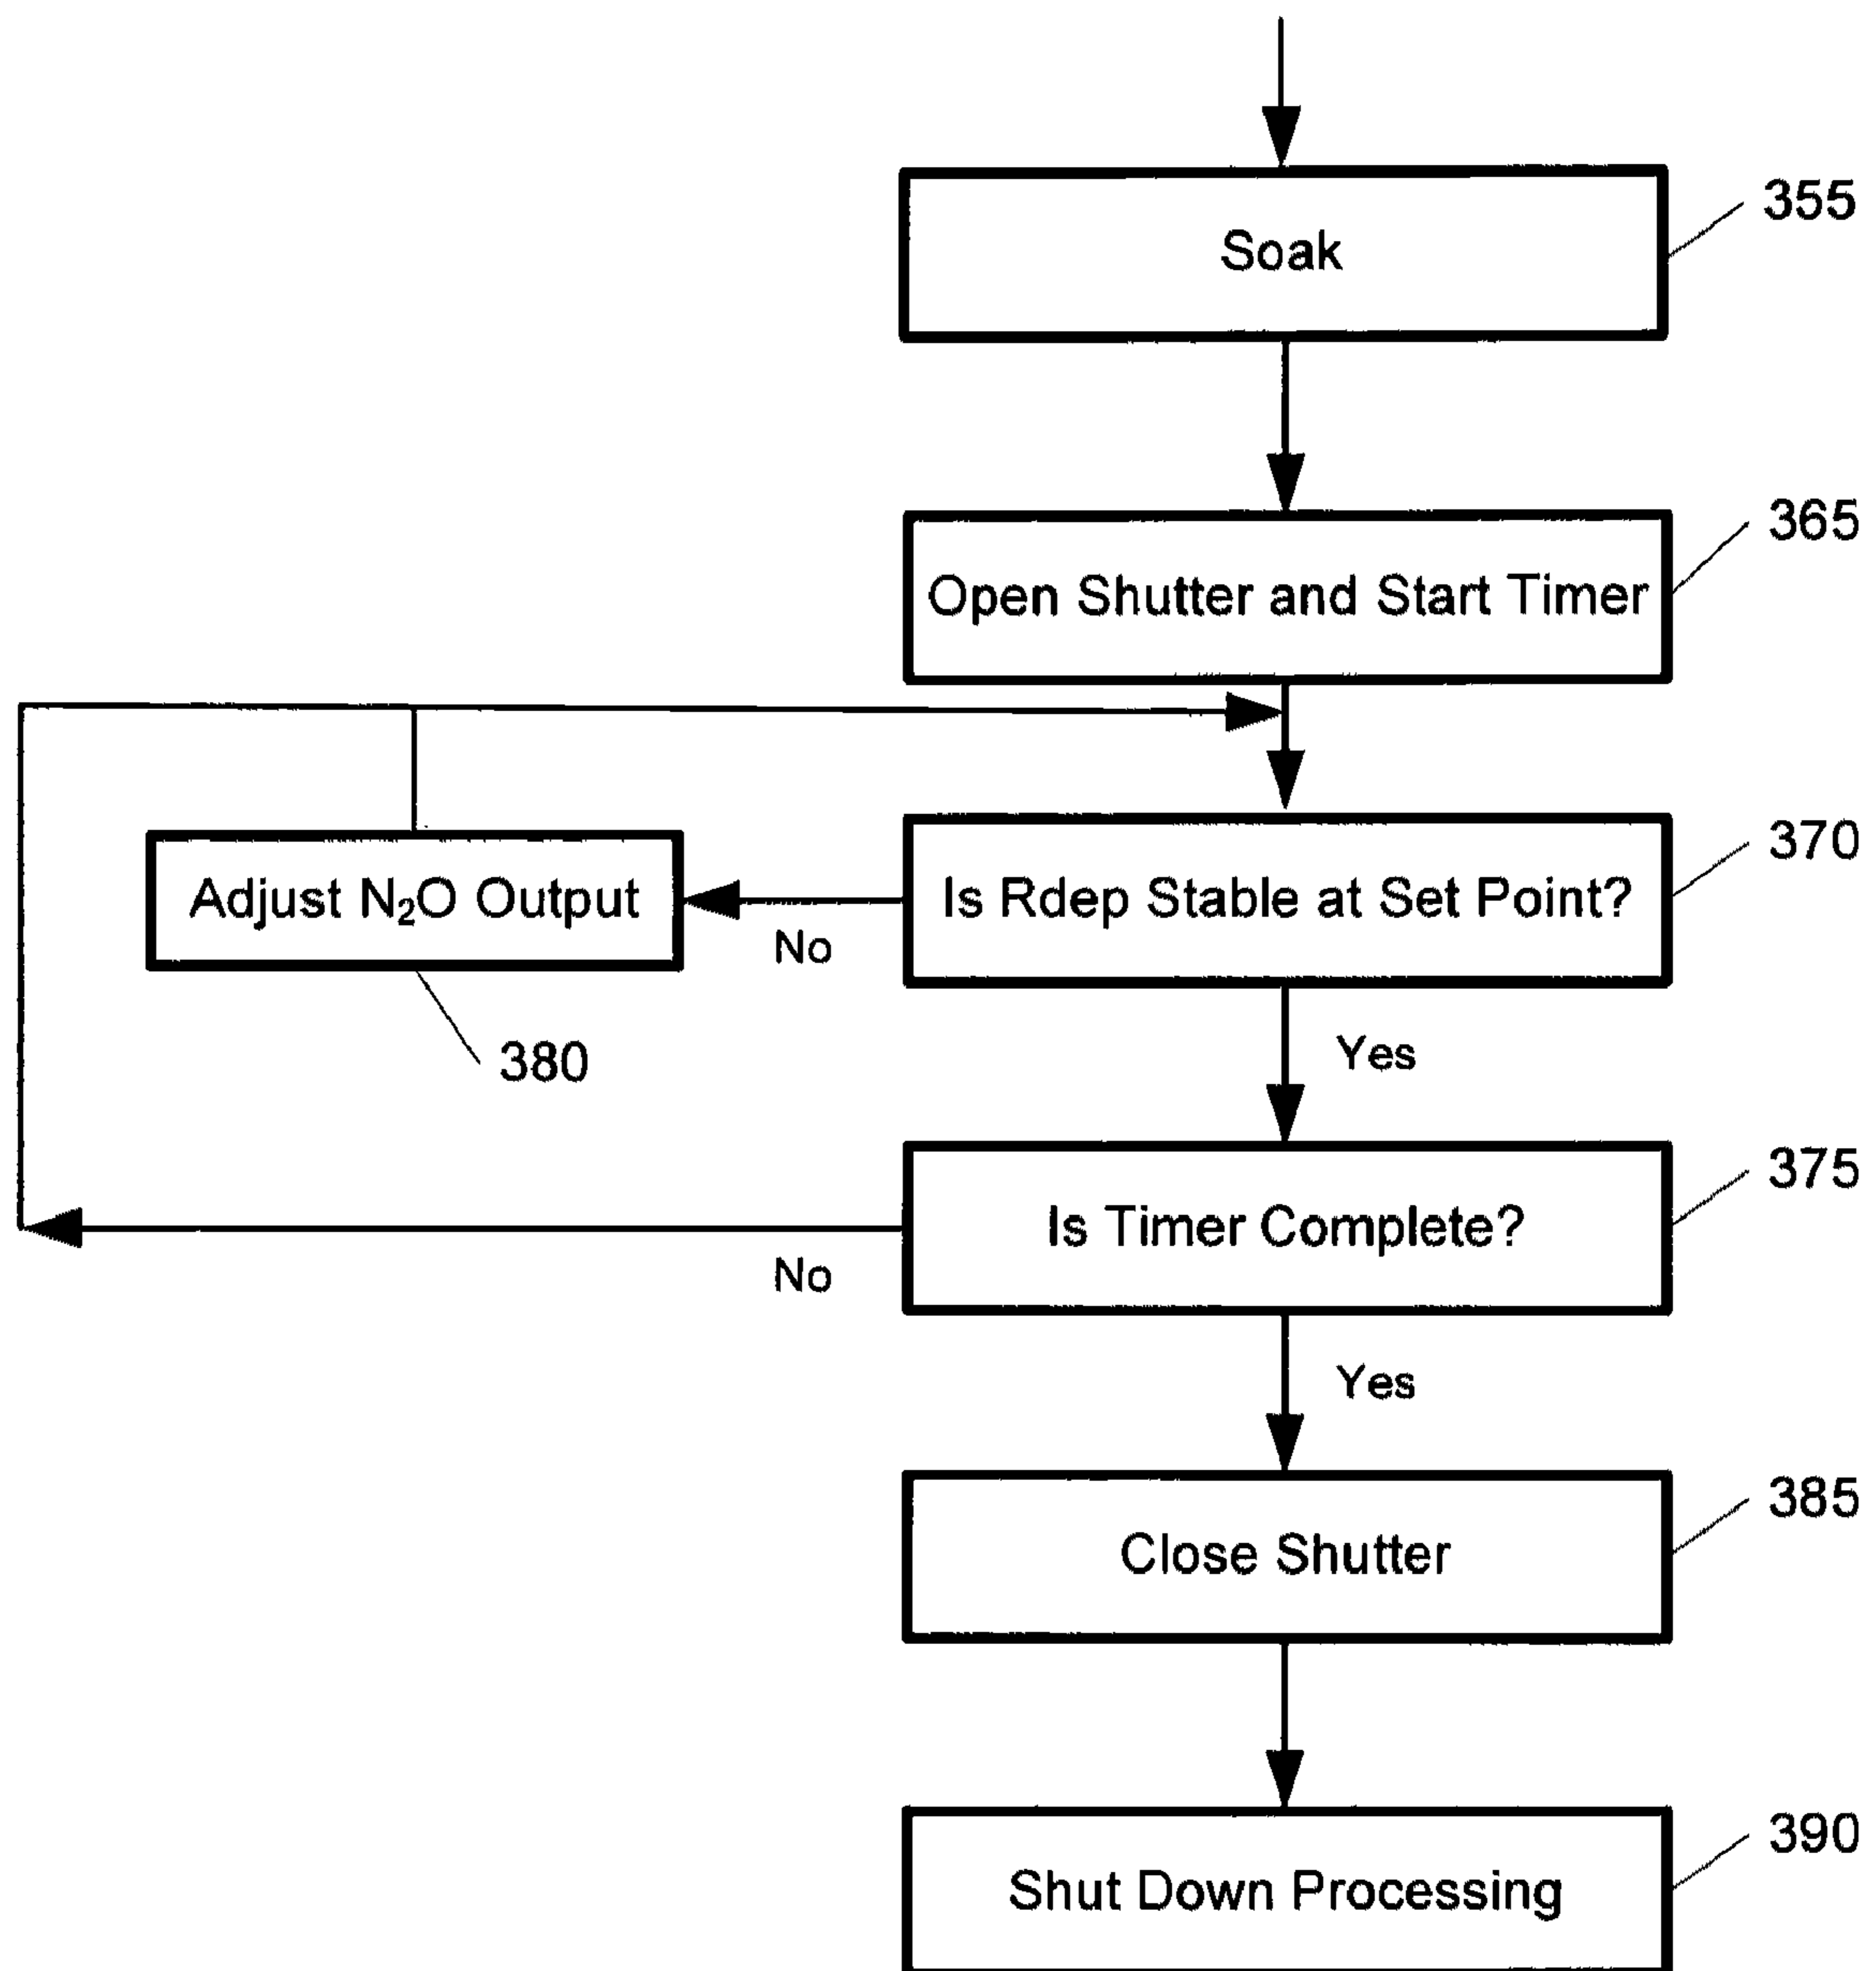 355
Soak
365
Open Shutter and Start Timer
370
Adjust N₂O Output
Is Rdep Stable at Set Point?
No
380
Yes
375
Is Timer Complete?
No
Yes
385
Close Shutter
390
Shut Down Processing